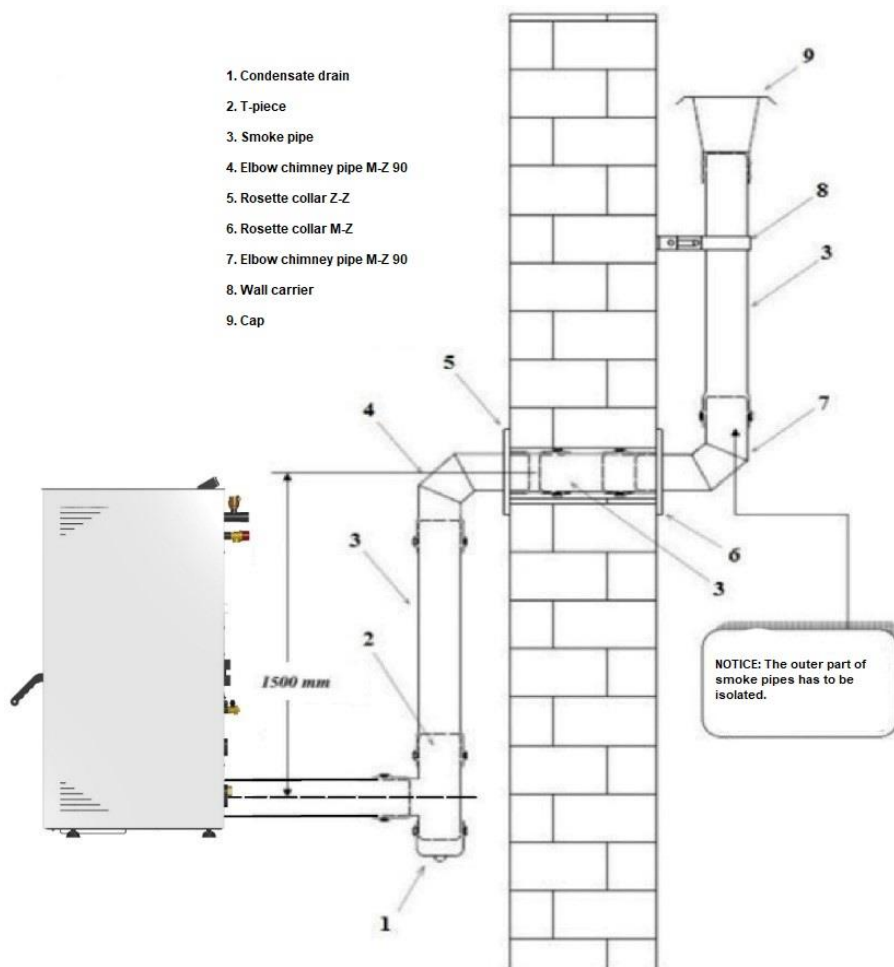 1. Condensate drain
2. T-piece
3. Smoke pipe
4. Elbow chimney pipe M-Z 90
5. Rosette collar Z-Z
6. Rosette collar M-Z
7. Elbow chimney pipe M-Z 90
8. Wall carrier
9. Cap
9
8
3
5
4
7
6
3
3
2
1500 mm
NOTICE: The outer part of
smoke pipes has to be
isolated.
1